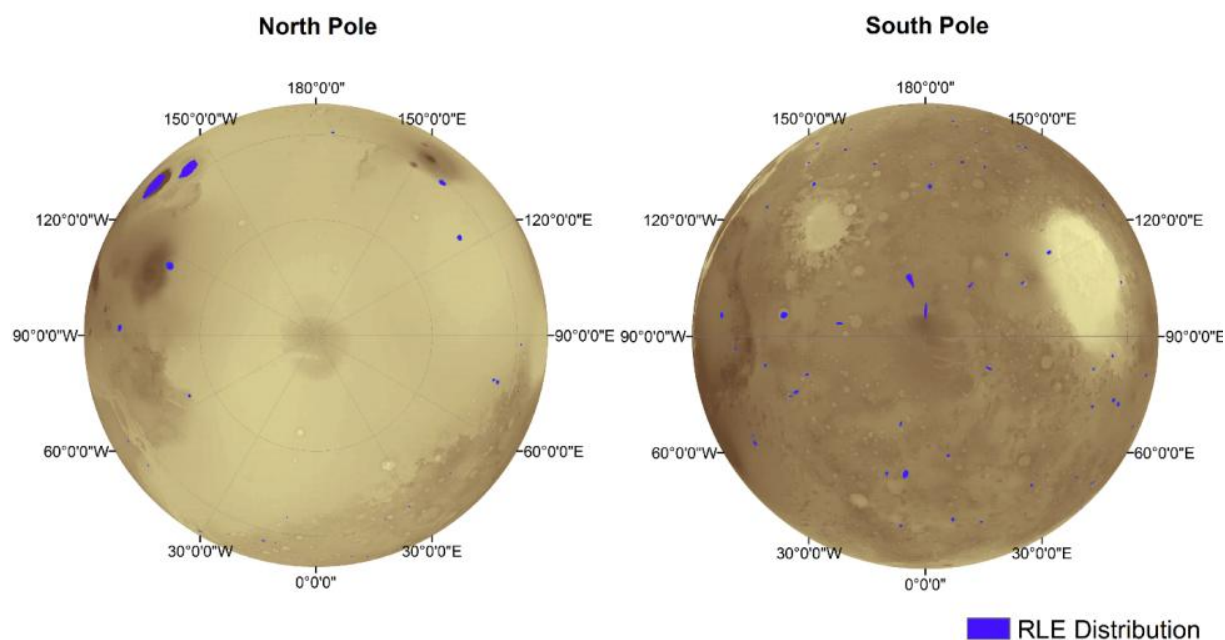 North Pole
South Pole
180°0'0"
150°0'0"W
150°0'0"E
120°0'0"W
120°0'0"E
90°0'0"W
90°0'0"E
60°0'0"W
60°0'0"E
30°0'0"W
30°0'0"E
0°0'0"
180°0'0"
150°0'0"W
150°0'0"E
120°0'0"W
120°0'0"E
90°0'0"W
90°0'0"E
60°0'0"W
60°0'0"E
30°0'0"W
30°0'0"E
0°0'0"
RLE Distribution